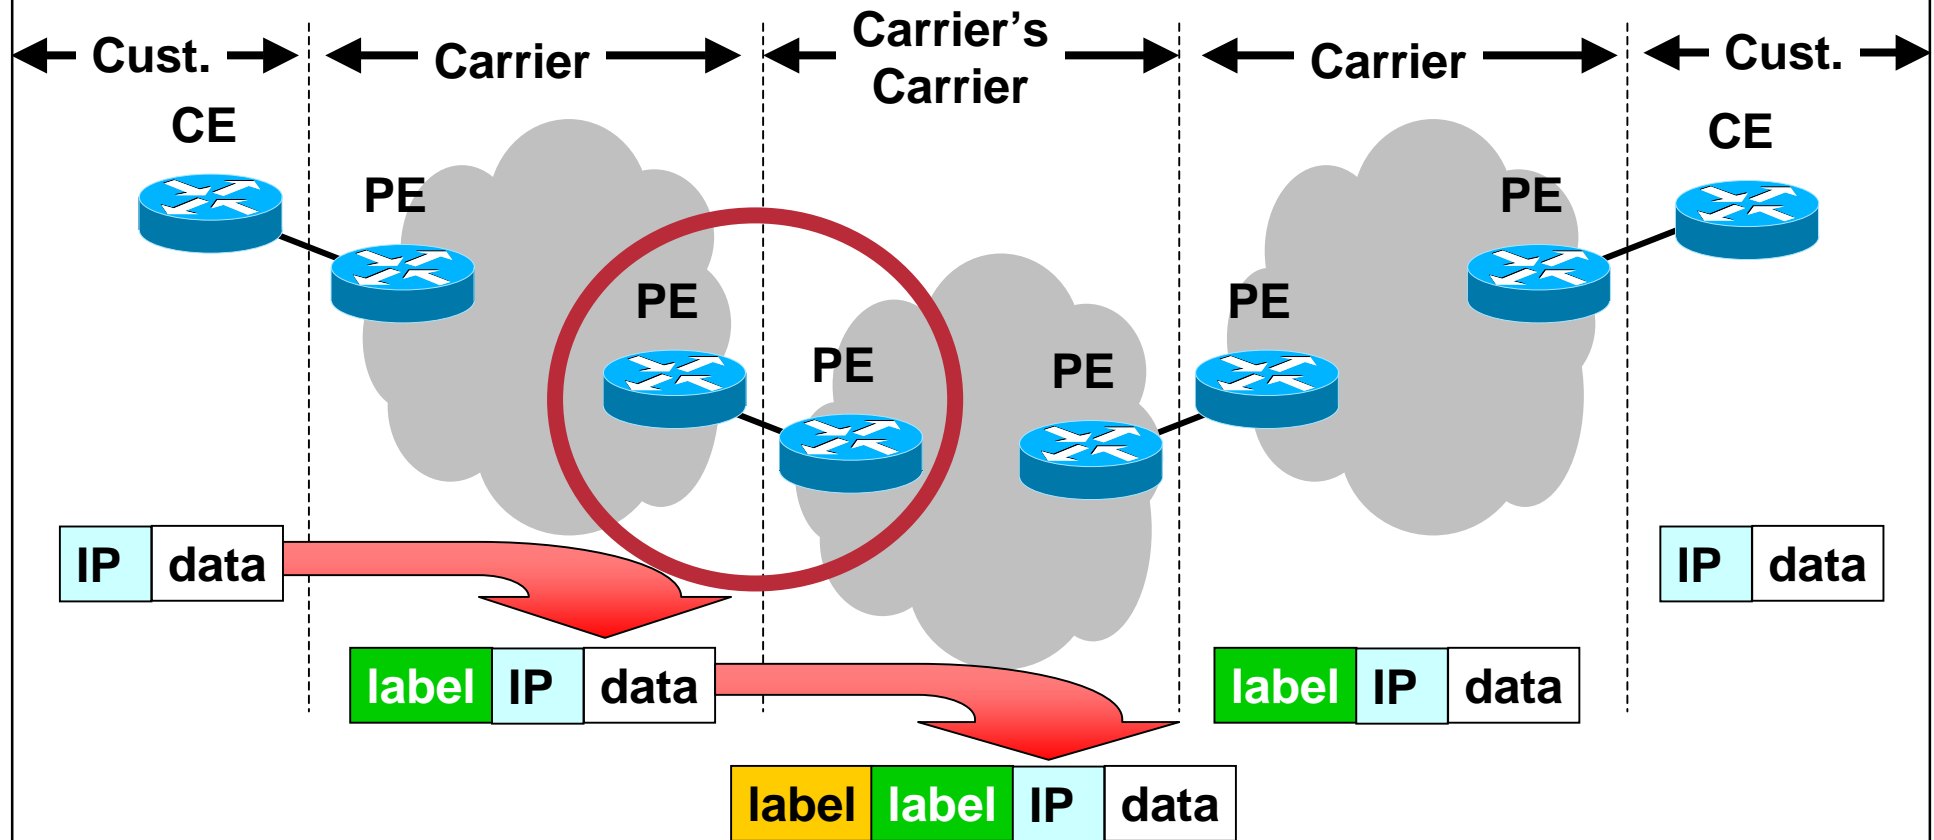 Cust.
Carrier
Carrier’s
Carrier
Carrier
Cust.
CE
CE
PE
PE
PE
PE
PE
PE
IP data
IP data
label IP data
label IP data
label label IP data